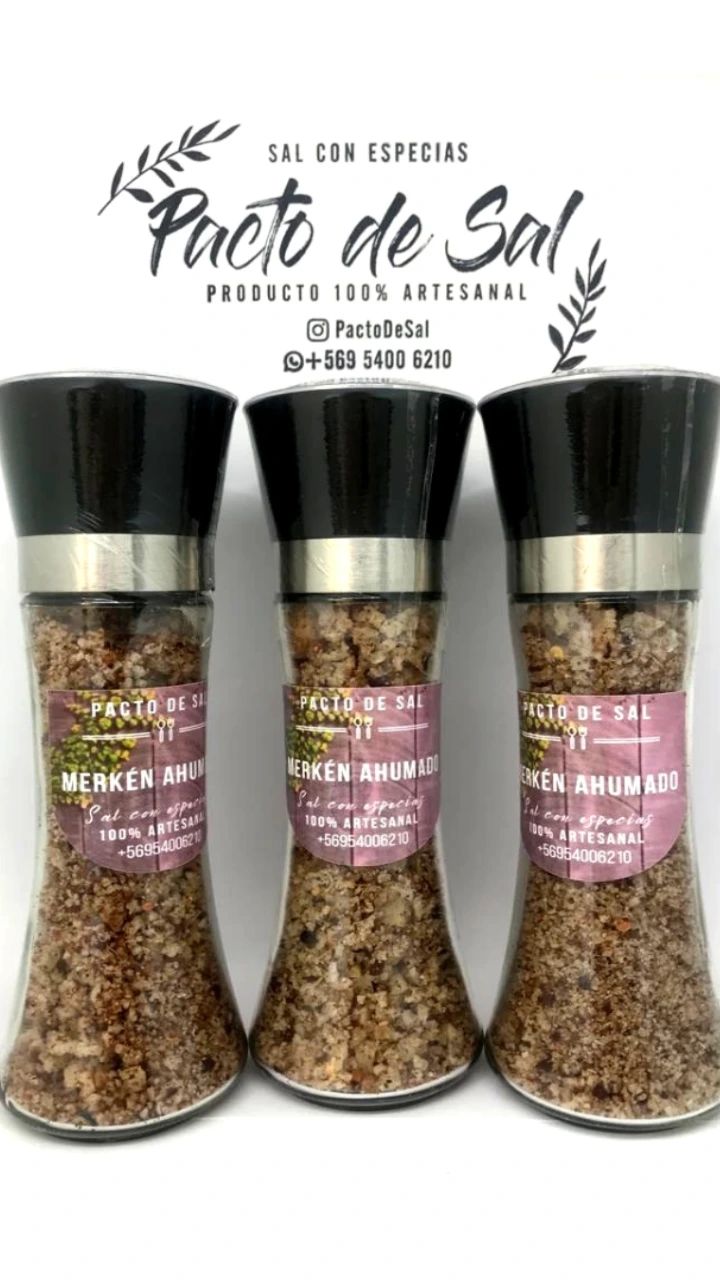 SAL CON ESPECIAS
Pacto de Sal
PRODUCTO 100% ARTESANAL
PactoDeSal
+569 5400 6210
PACTO DE SAL
MERKÉN AHUM
Sal con especias
100% ARTESANAL
+56954006210
PACTO DE SAL
MERKÉN AHUMADO
Sal con especias
100% ARTESANAL
+56954006210
PACTO DE SAL
ERKÉN AHUMADO
Sal con especias
100% ARTESANAL
+56954006210